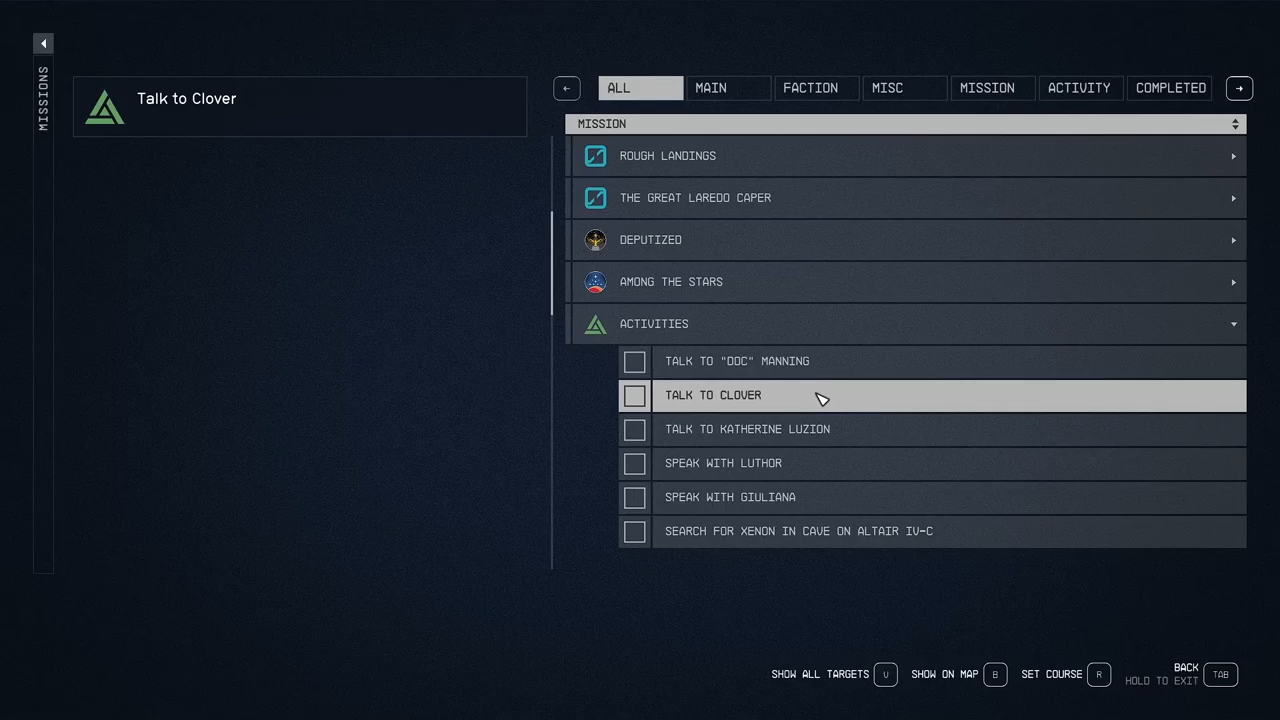 MISSIONS
Talk to Clover
ALL MAIN FACTION MISC MISSION ACTIVITY COMPLETED
MISSION
ROUGH LANDINGS
THE GREAT LAREDO CAPER
DEPUTIZED
AMONG THE STARS
ACTIVITIES
TALK TO "DOC" MANNING
TALK TO CLOVER
TALK TO KATHERINE LUZION
SPEAK WITH LUTHOR
SPEAK WITH GIULIANA
SEARCH FOR XENON IN CAVE ON ALTAIR IV-C
SHOW ALL TARGETS U SHOW ON MAP B SET COURSE R BACK TAB
HOLD TO EXIT